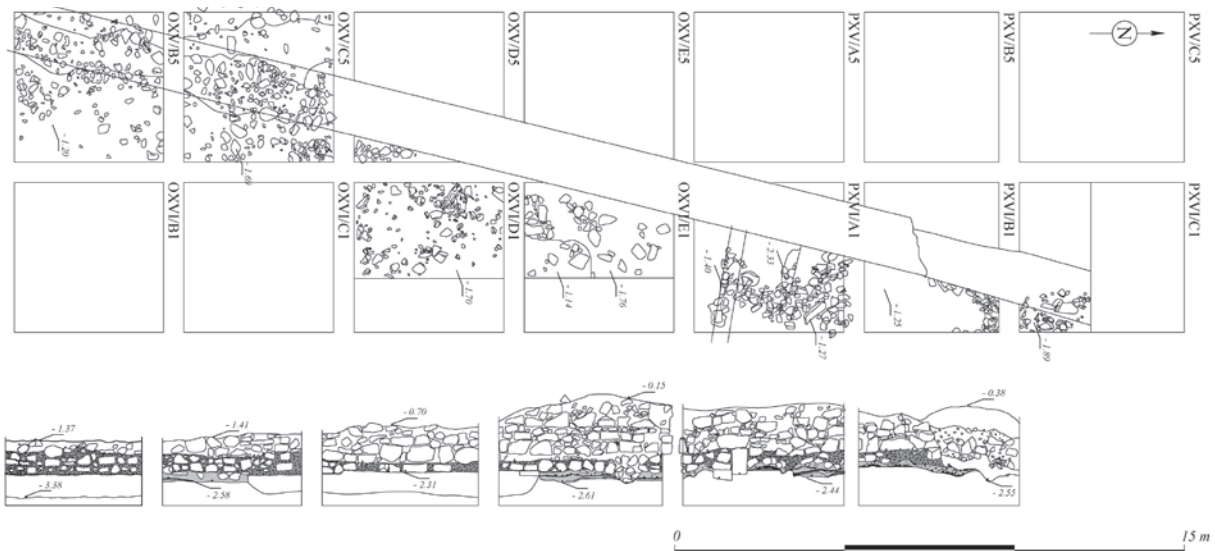 OXV/B5
OXV/C5
OXV/D5
OXV/E5
PXV/A5
PXV/B5
PXV/C5
N
-1.20
-1.69
OXVI/B1
OXVI/C1
OXVI/D1
OXVI/E1
PXVI/A1
PXVI/B1
PXVI/C1
-1.70
-1.14
-1.76
-1.40
-2.33
-1.27
-1.25
-1.89
-1.37
-3.38
-1.41
-2.58
-0.70
-2.31
-0.15
-2.61
-2.44
-0.38
-2.55
0 15 m